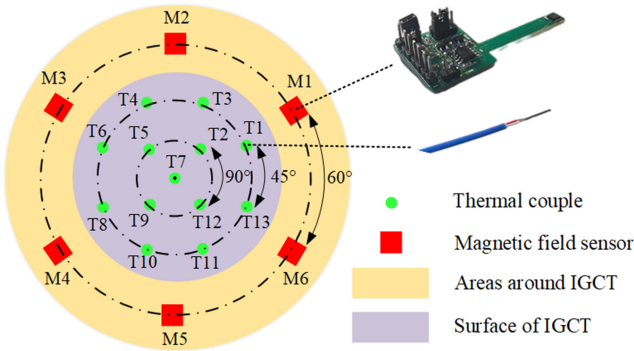 M2
M3
M1
T4
T3
T6
T5
T2
T1
T7
90°
45°
60°
T8
T9
T12
T13
T10
T11
M4
M6
M5
Thermal couple
Magnetic field sensor
Areas around IGCT
Surface of IGCT